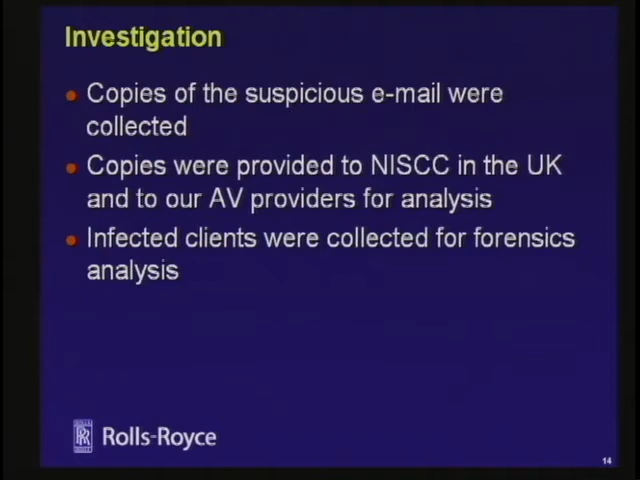 Investigation
Copies of the suspicious e-mail were
collected
Copies were provided to NISCC in the UK
and to our AV providers for analysis
Infected clients were collected for forensics
analysis
Rolls-Royce
14